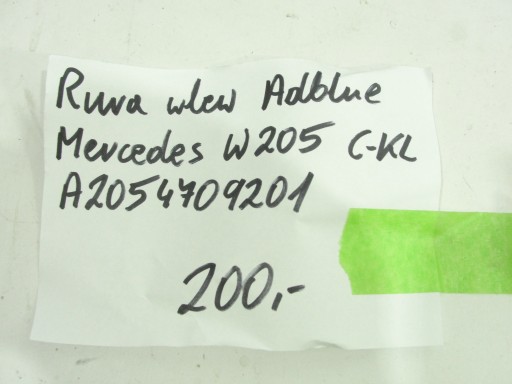 Rura wlew Adblue
Mercedes W205 C-KL
A2054709201
200,-